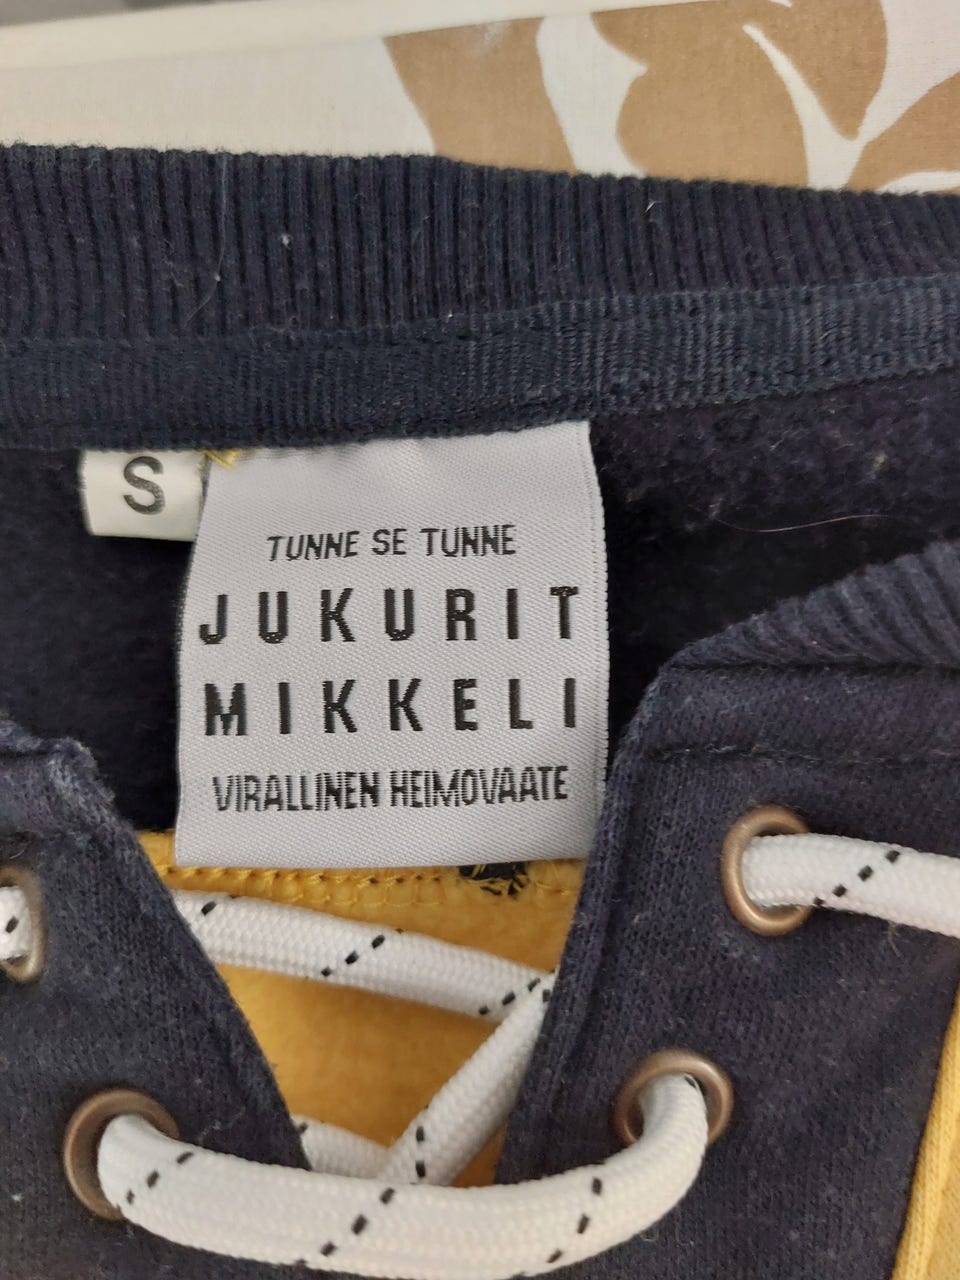 S
TUNNE SE TUNNE
JUKURIT
MIKKELI
VIRALLINEN HEIMOVAATE